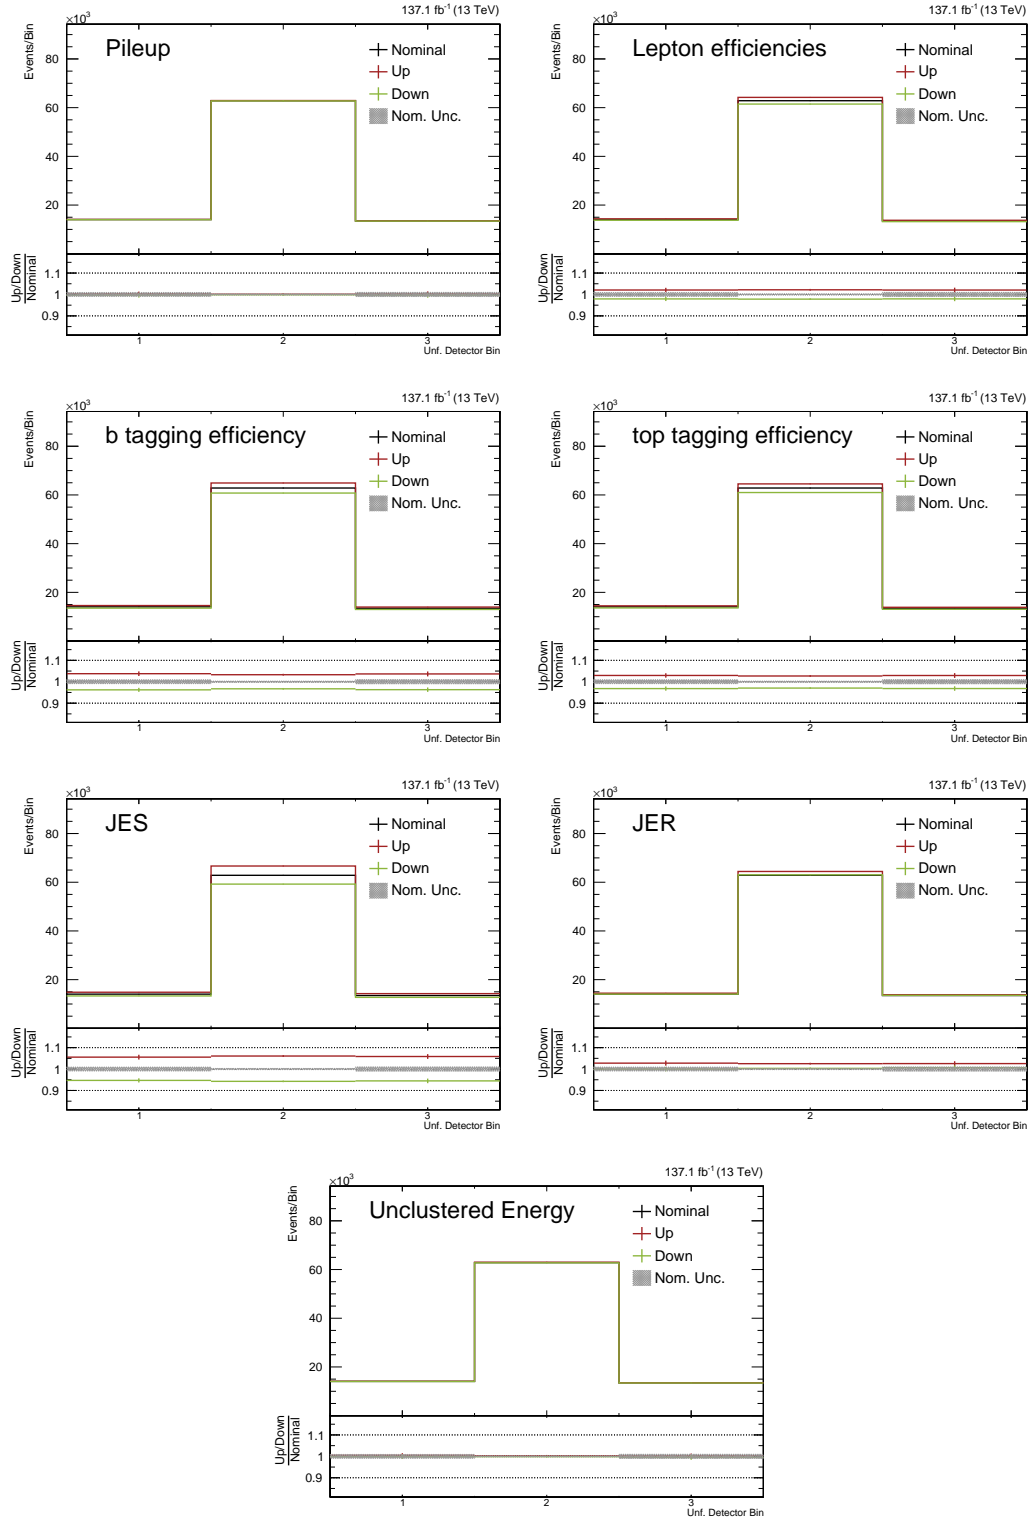 137.1 fb⁻¹ (13 TeV)
×10³
Events/Bin
Pileup
Nominal
Up
Down
Nom. Unc.
80
60
40
20
Up/Down
Nominal
1.1
1
0.9
1 2 3
Unf. Detector Bin
137.1 fb⁻¹ (13 TeV)
×10³
Events/Bin
Lepton efficiencies
Nominal
Up
Down
Nom. Unc.
80
60
40
20
Up/Down
Nominal
1.1
1
0.9
1 2 3
Unf. Detector Bin
137.1 fb⁻¹ (13 TeV)
×10³
Events/Bin
b tagging efficiency
Nominal
Up
Down
Nom. Unc.
80
60
40
20
Up/Down
Nominal
1.1
1
0.9
1 2 3
Unf. Detector Bin
137.1 fb⁻¹ (13 TeV)
×10³
Events/Bin
top tagging efficiency
Nominal
Up
Down
Nom. Unc.
80
60
40
20
Up/Down
Nominal
1.1
1
0.9
1 2 3
Unf. Detector Bin
137.1 fb⁻¹ (13 TeV)
×10³
Events/Bin
JES
Nominal
Up
Down
Nom. Unc.
80
60
40
20
Up/Down
Nominal
1.1
1
0.9
1 2 3
Unf. Detector Bin
137.1 fb⁻¹ (13 TeV)
×10³
Events/Bin
JER
Nominal
Up
Down
Nom. Unc.
80
60
40
20
Up/Down
Nominal
1.1
1
0.9
1 2 3
Unf. Detector Bin
137.1 fb⁻¹ (13 TeV)
×10³
Events/Bin
Unclustered Energy
Nominal
Up
Down
Nom. Unc.
80
60
40
20
Up/Down
Nominal
1.1
1
0.9
1 2 3
Unf. Detector Bin